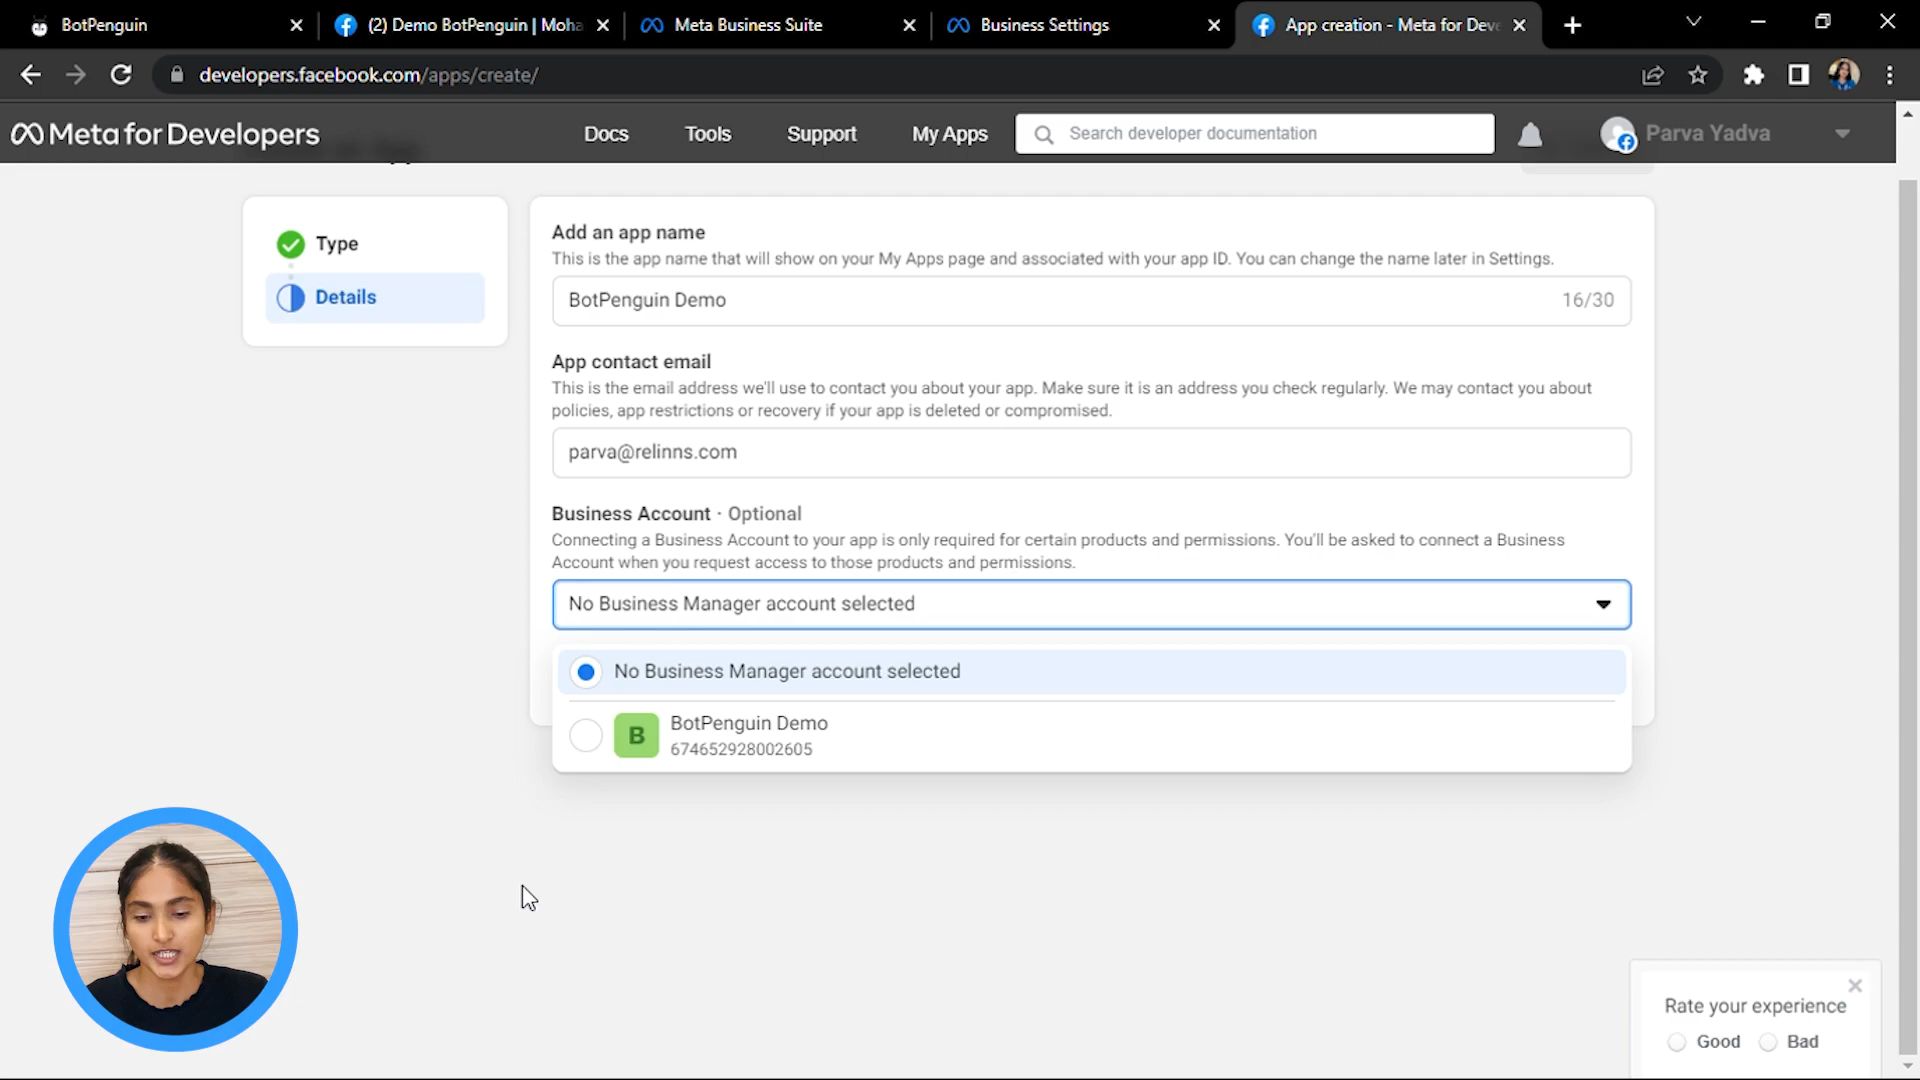 BotPenguin
(2) Demo BotPenguin | Moha
Meta Business Suite
Business Settings
App creation - Meta for Deve
developers.facebook.com/apps/create/
Meta for Developers
Docs
Tools
Support
My Apps
Search developer documentation
Parva Yadva
Type
Details
Add an app name
This is the app name that will show on your My Apps page and associated with your app ID. You can change the name later in Settings.
BotPenguin Demo
16/30
App contact email
This is the email address we'll use to contact you about your app. Make sure it is an address you check regularly. We may contact you about
policies, app restrictions or recovery if your app is deleted or compromised.
parva@relinns.com
Business Account · Optional
Connecting a Business Account to your app is only required for certain products and permissions. You'll be asked to connect a Business
Account when you request access to those products and permissions.
No Business Manager account selected
No Business Manager account selected
B
BotPenguin Demo
674652928002605
Rate your experience
Good
Bad